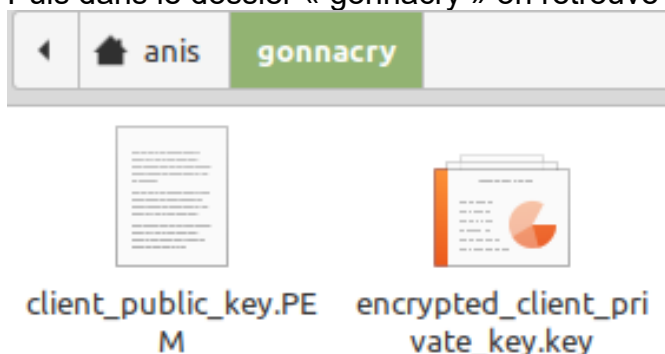 Puis dans le dossier « gonnacry » on retrouve
anis gonnacry
client_public_key.PE
M
encrypted_client_pri
vate_key.key